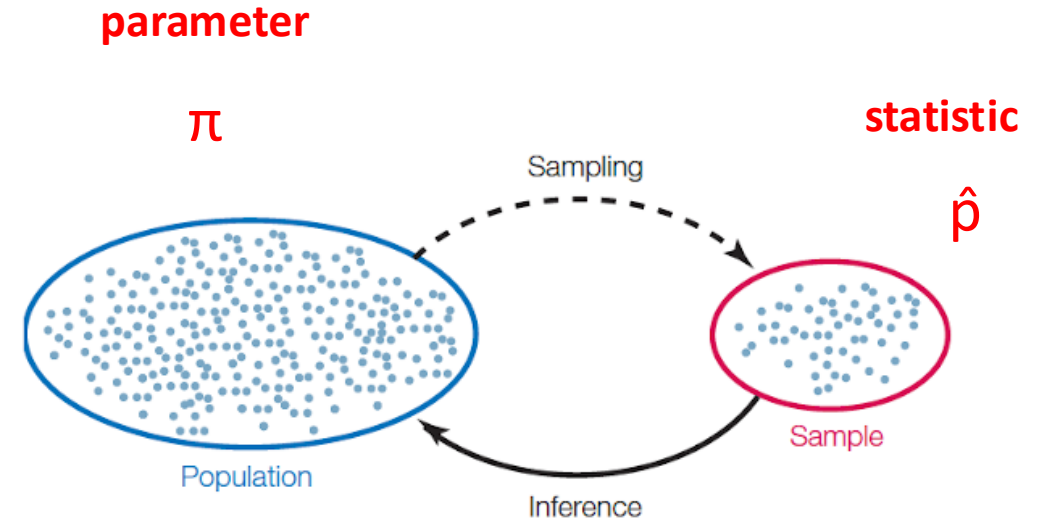 parameter
π
statistic
Sampling
p̂
Sample
Population
Inference